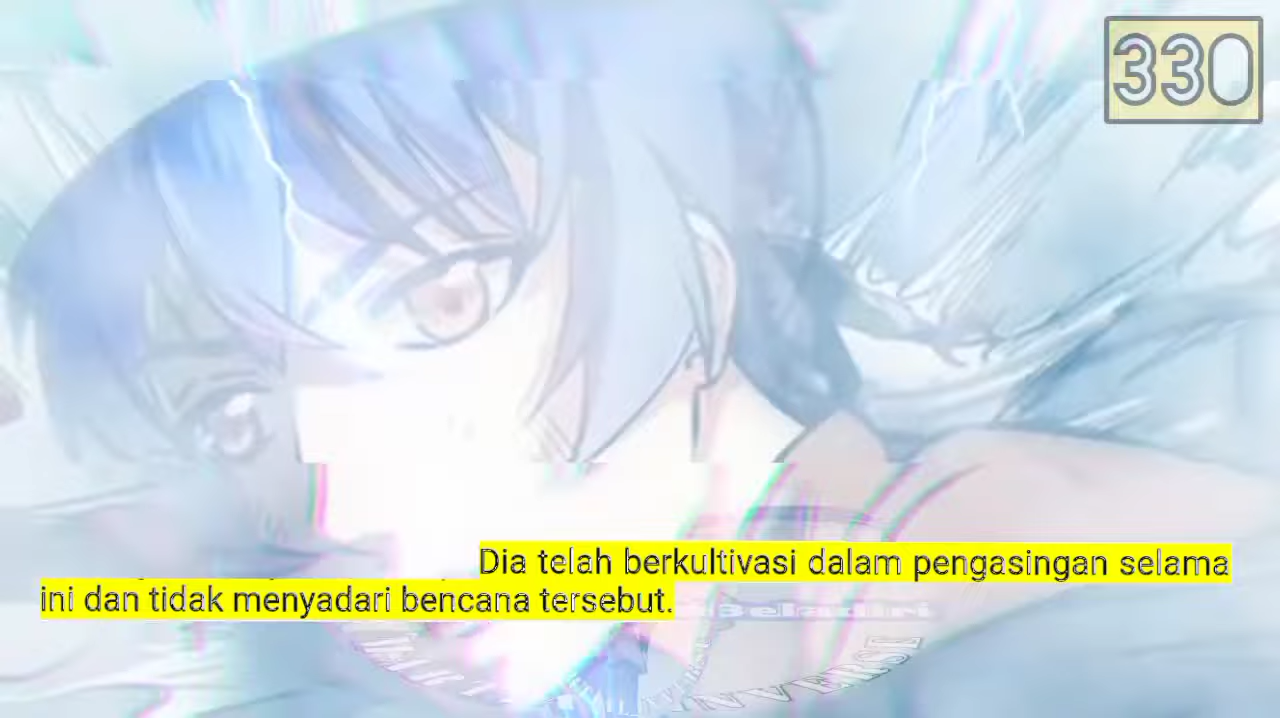 330
Dia telah berkultivasi dalam pengasingan selama
ini dan tidak menyadari bencana tersebut.